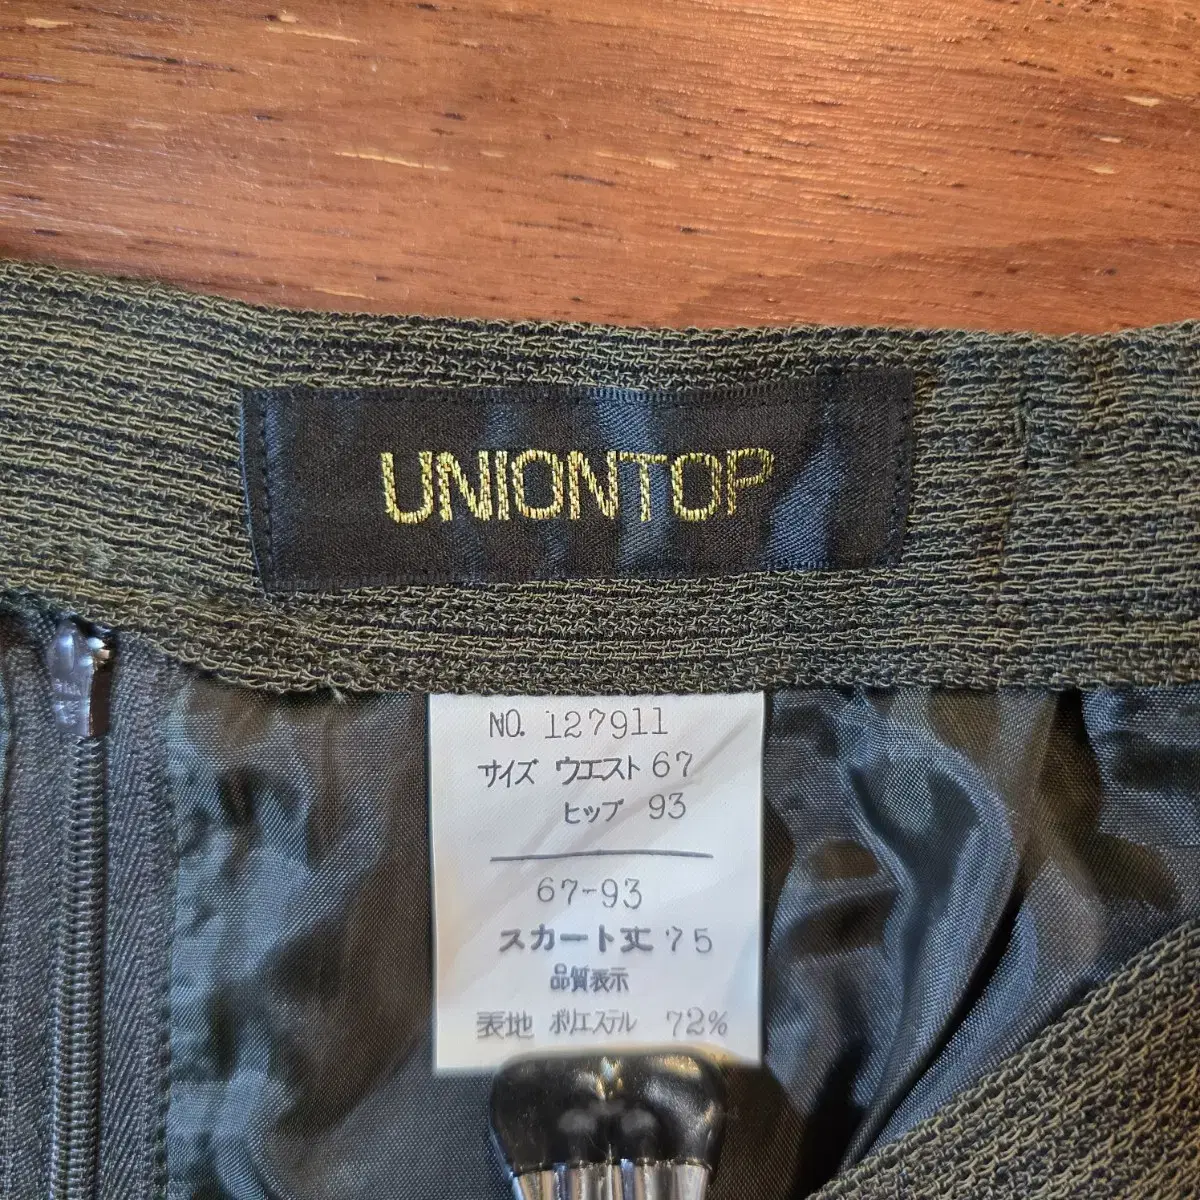 UNIONTOP
NO. 127911
サイズ ウエスト 67
ヒップ 93
67-93
スカート丈 75
品質表示
表地 ポリエステル 72%